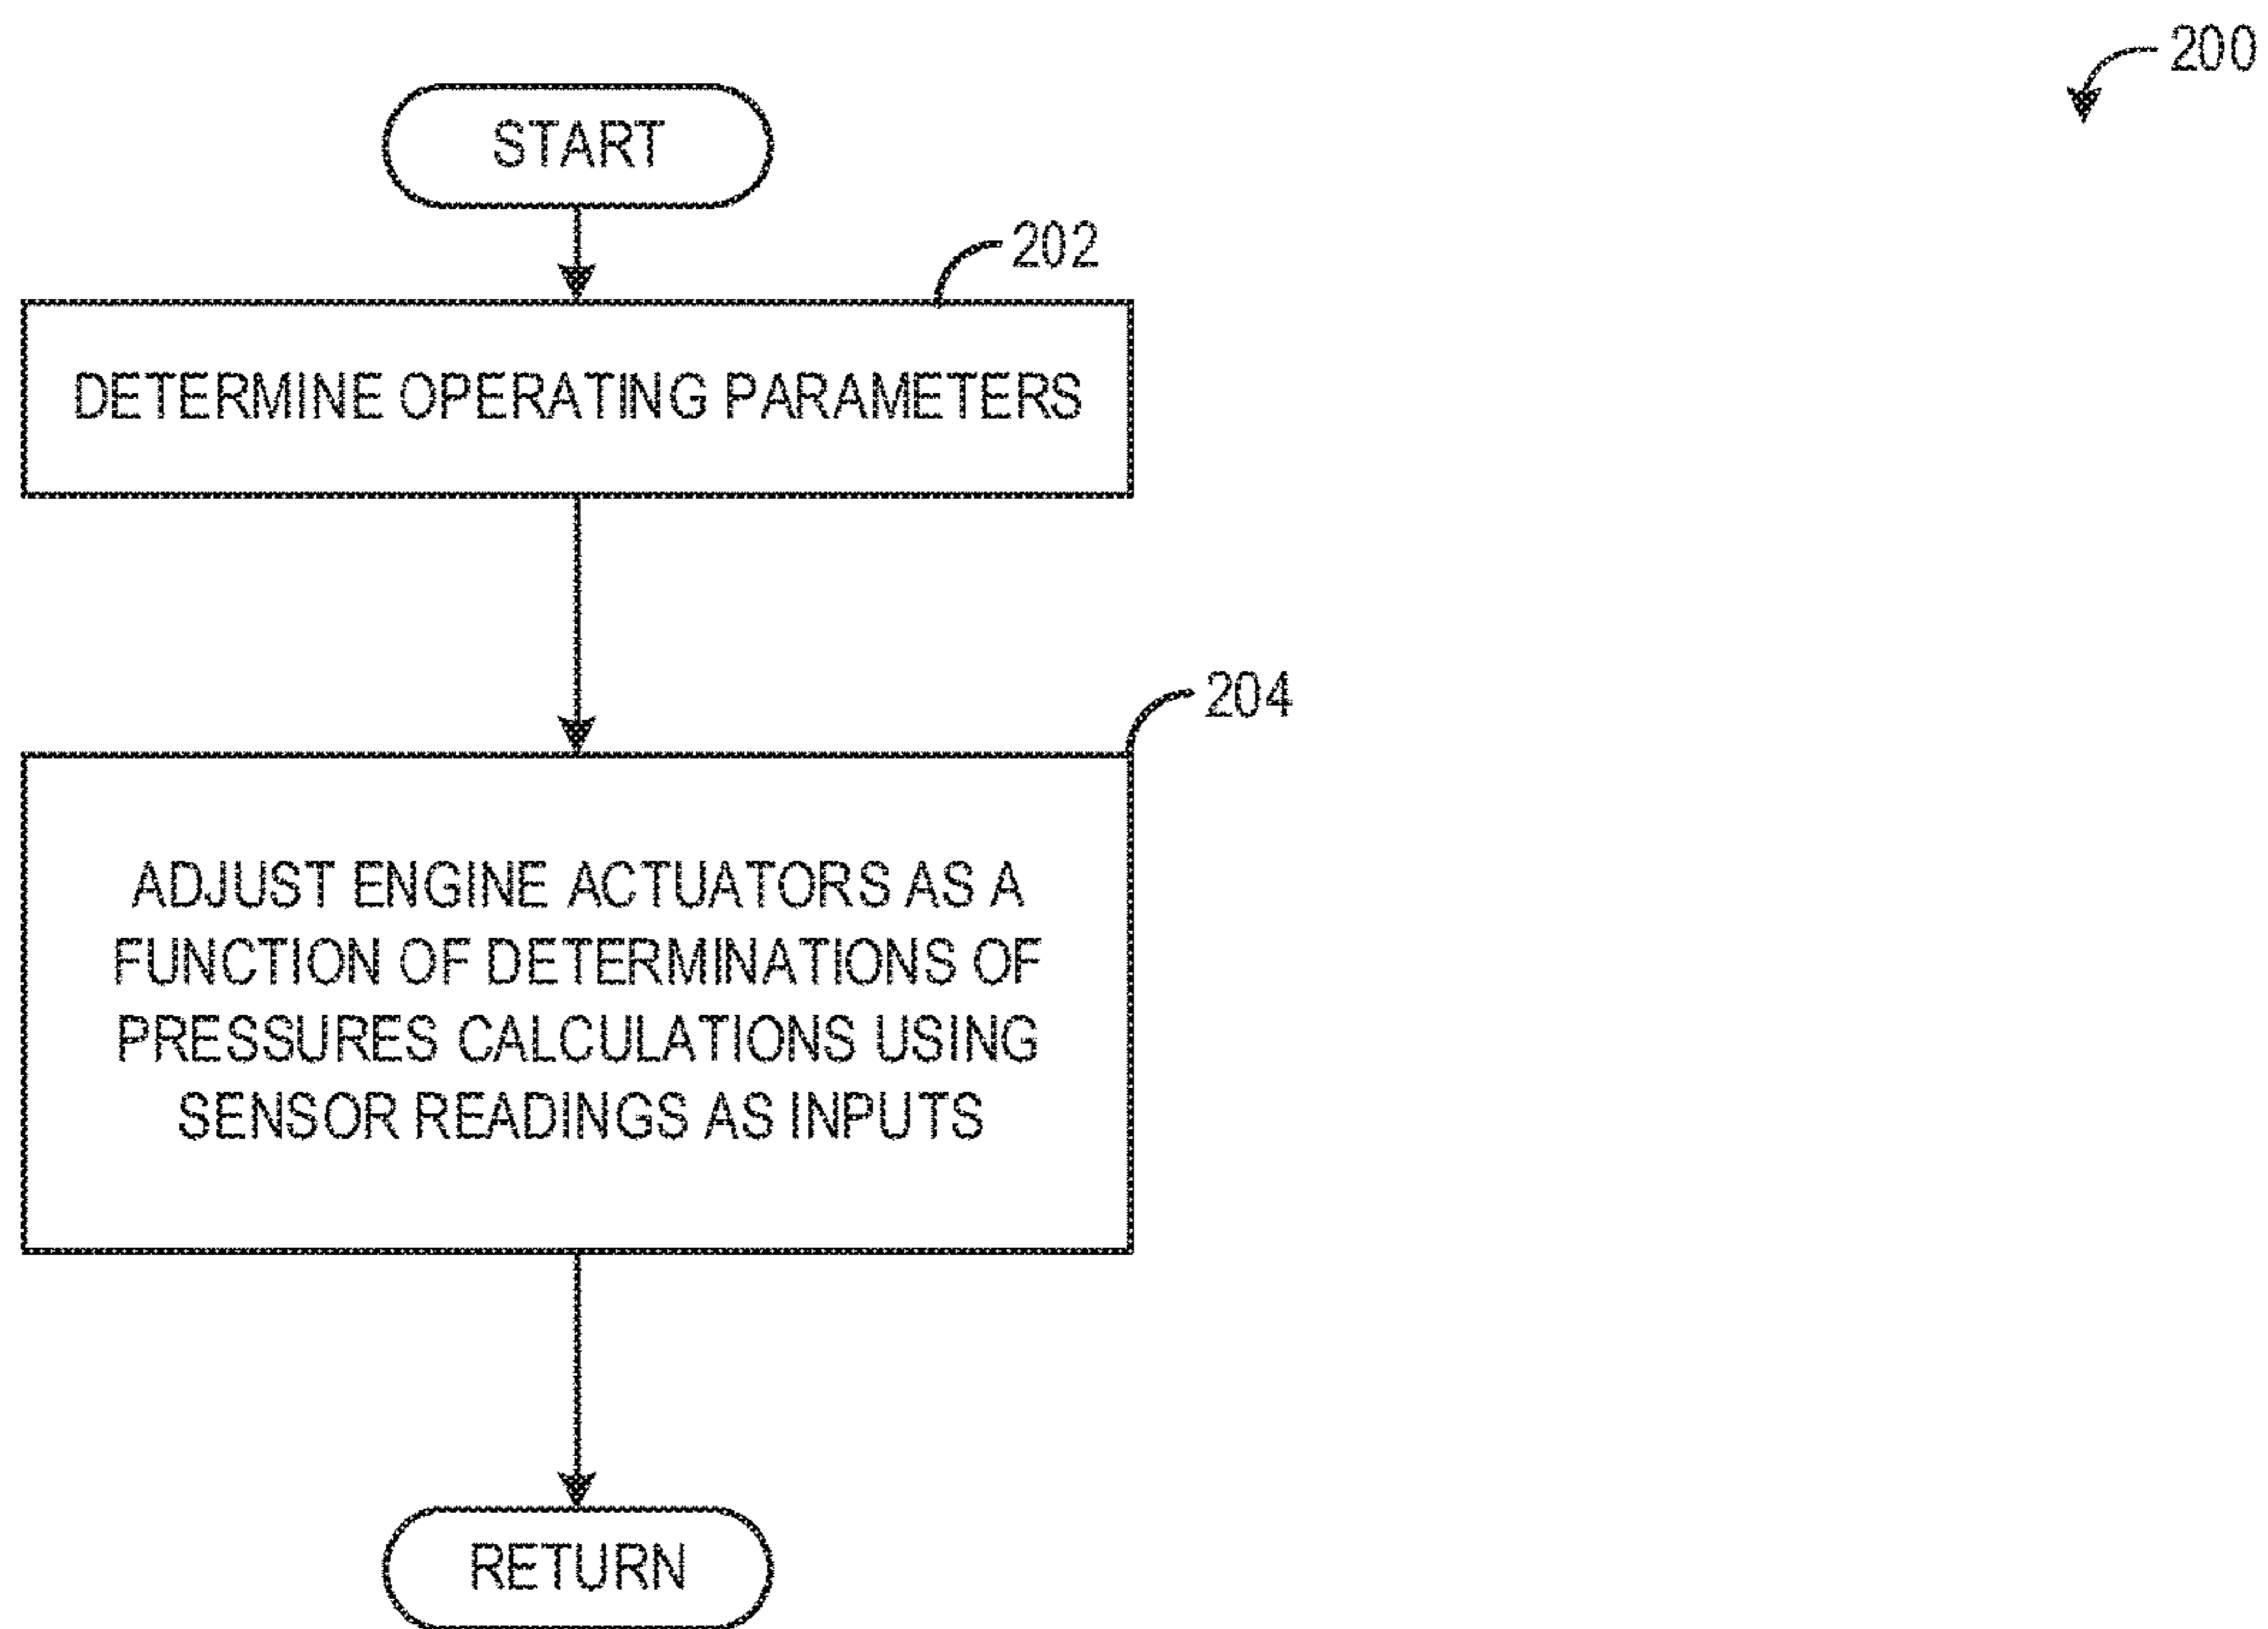 200
START
202
DETERMINE OPERATING PARAMETERS
204
ADJUST ENGINE ACTUATORS AS A
FUNCTION OF DETERMINATIONS OF
PRESSURES CALCULATIONS USING
SENSOR READINGS AS INPUTS
RETURN